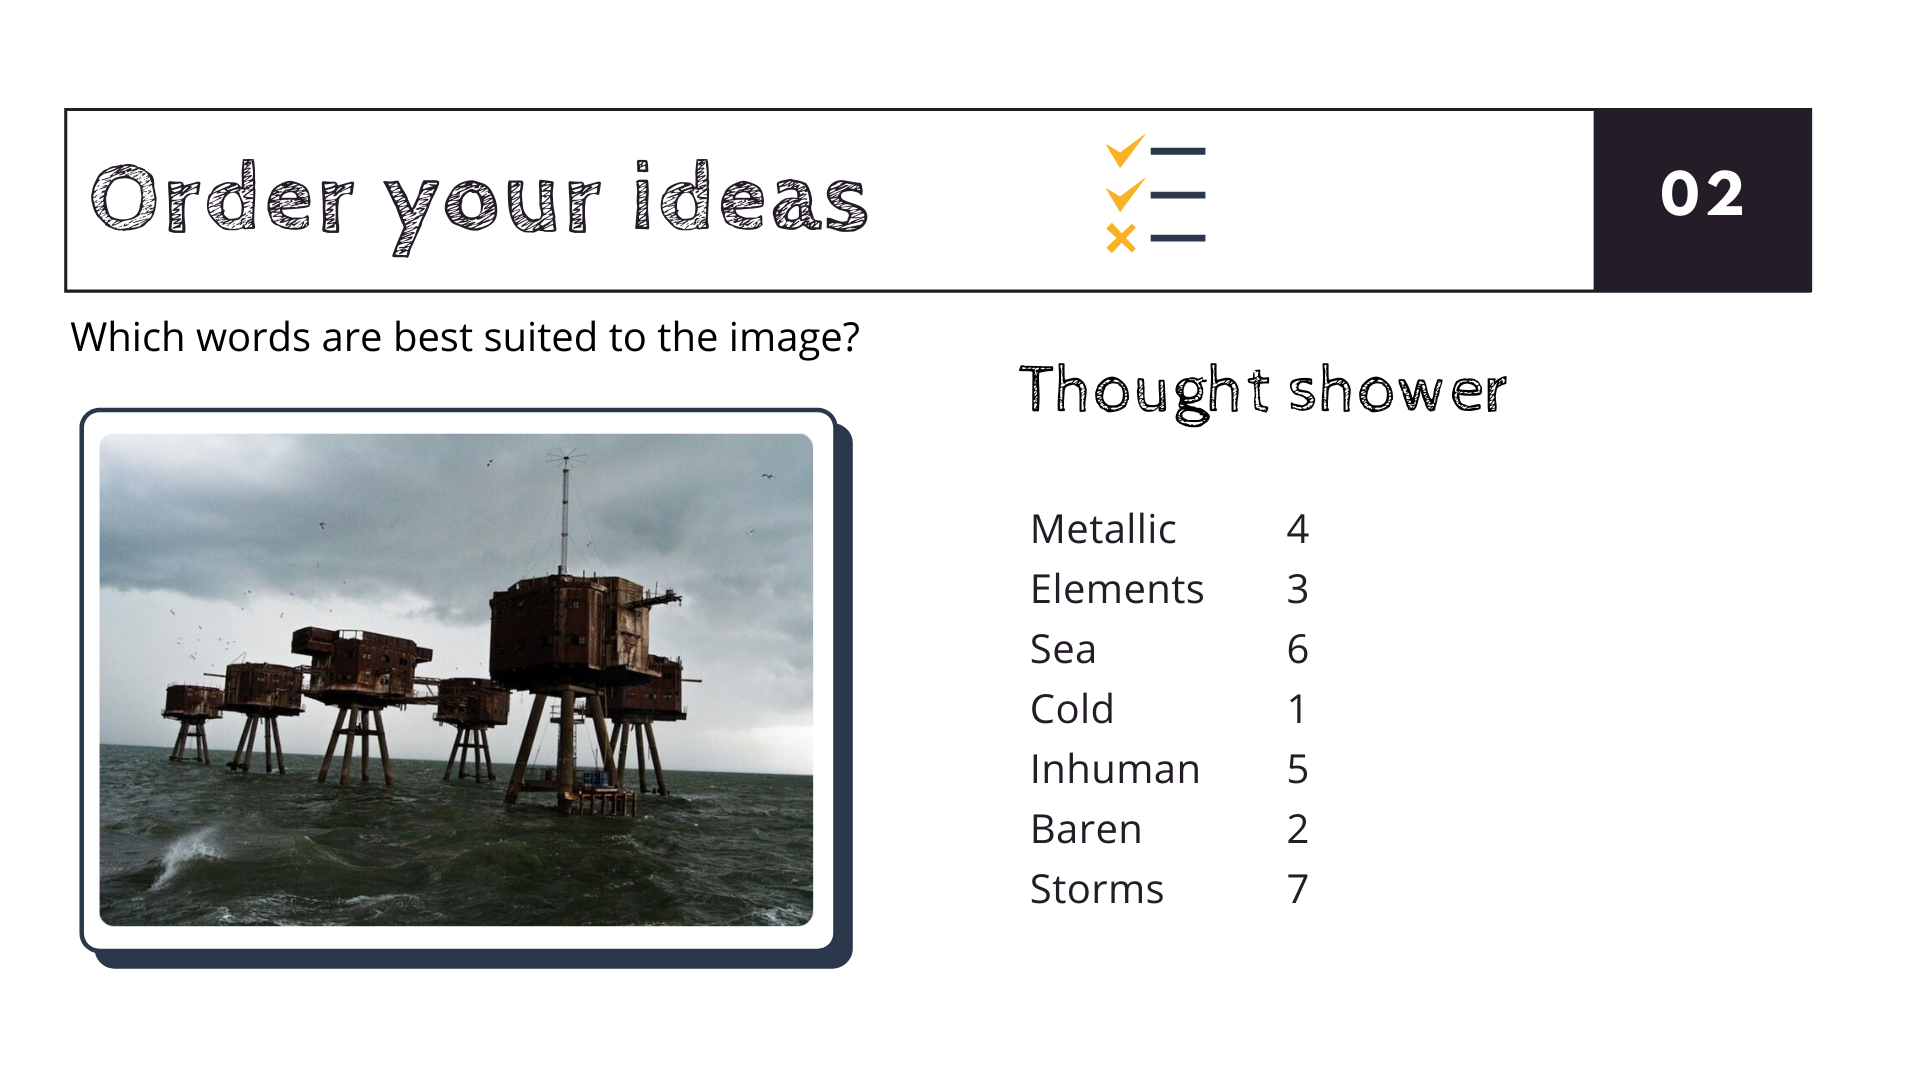 Order your ideas
02
Which words are best suited to the image?
Thought shower
Metallic 4
Elements 3
Sea 6
Cold 1
Inhuman 5
Baren 2
Storms 7